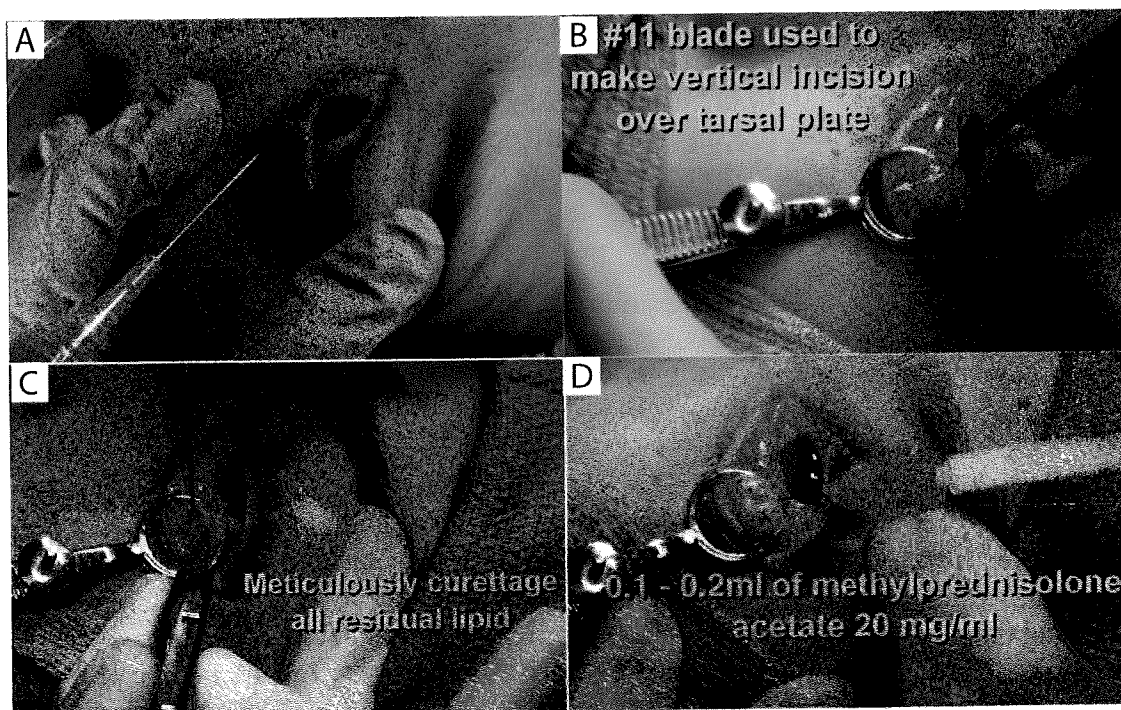 A
B
#11 blade used to
make vertical incision
over tarsal plate
C
Meticulously curettage
all residual lipid
D
0.1 - 0.2ml of methylprednisolone
acetate 20 mg/ml